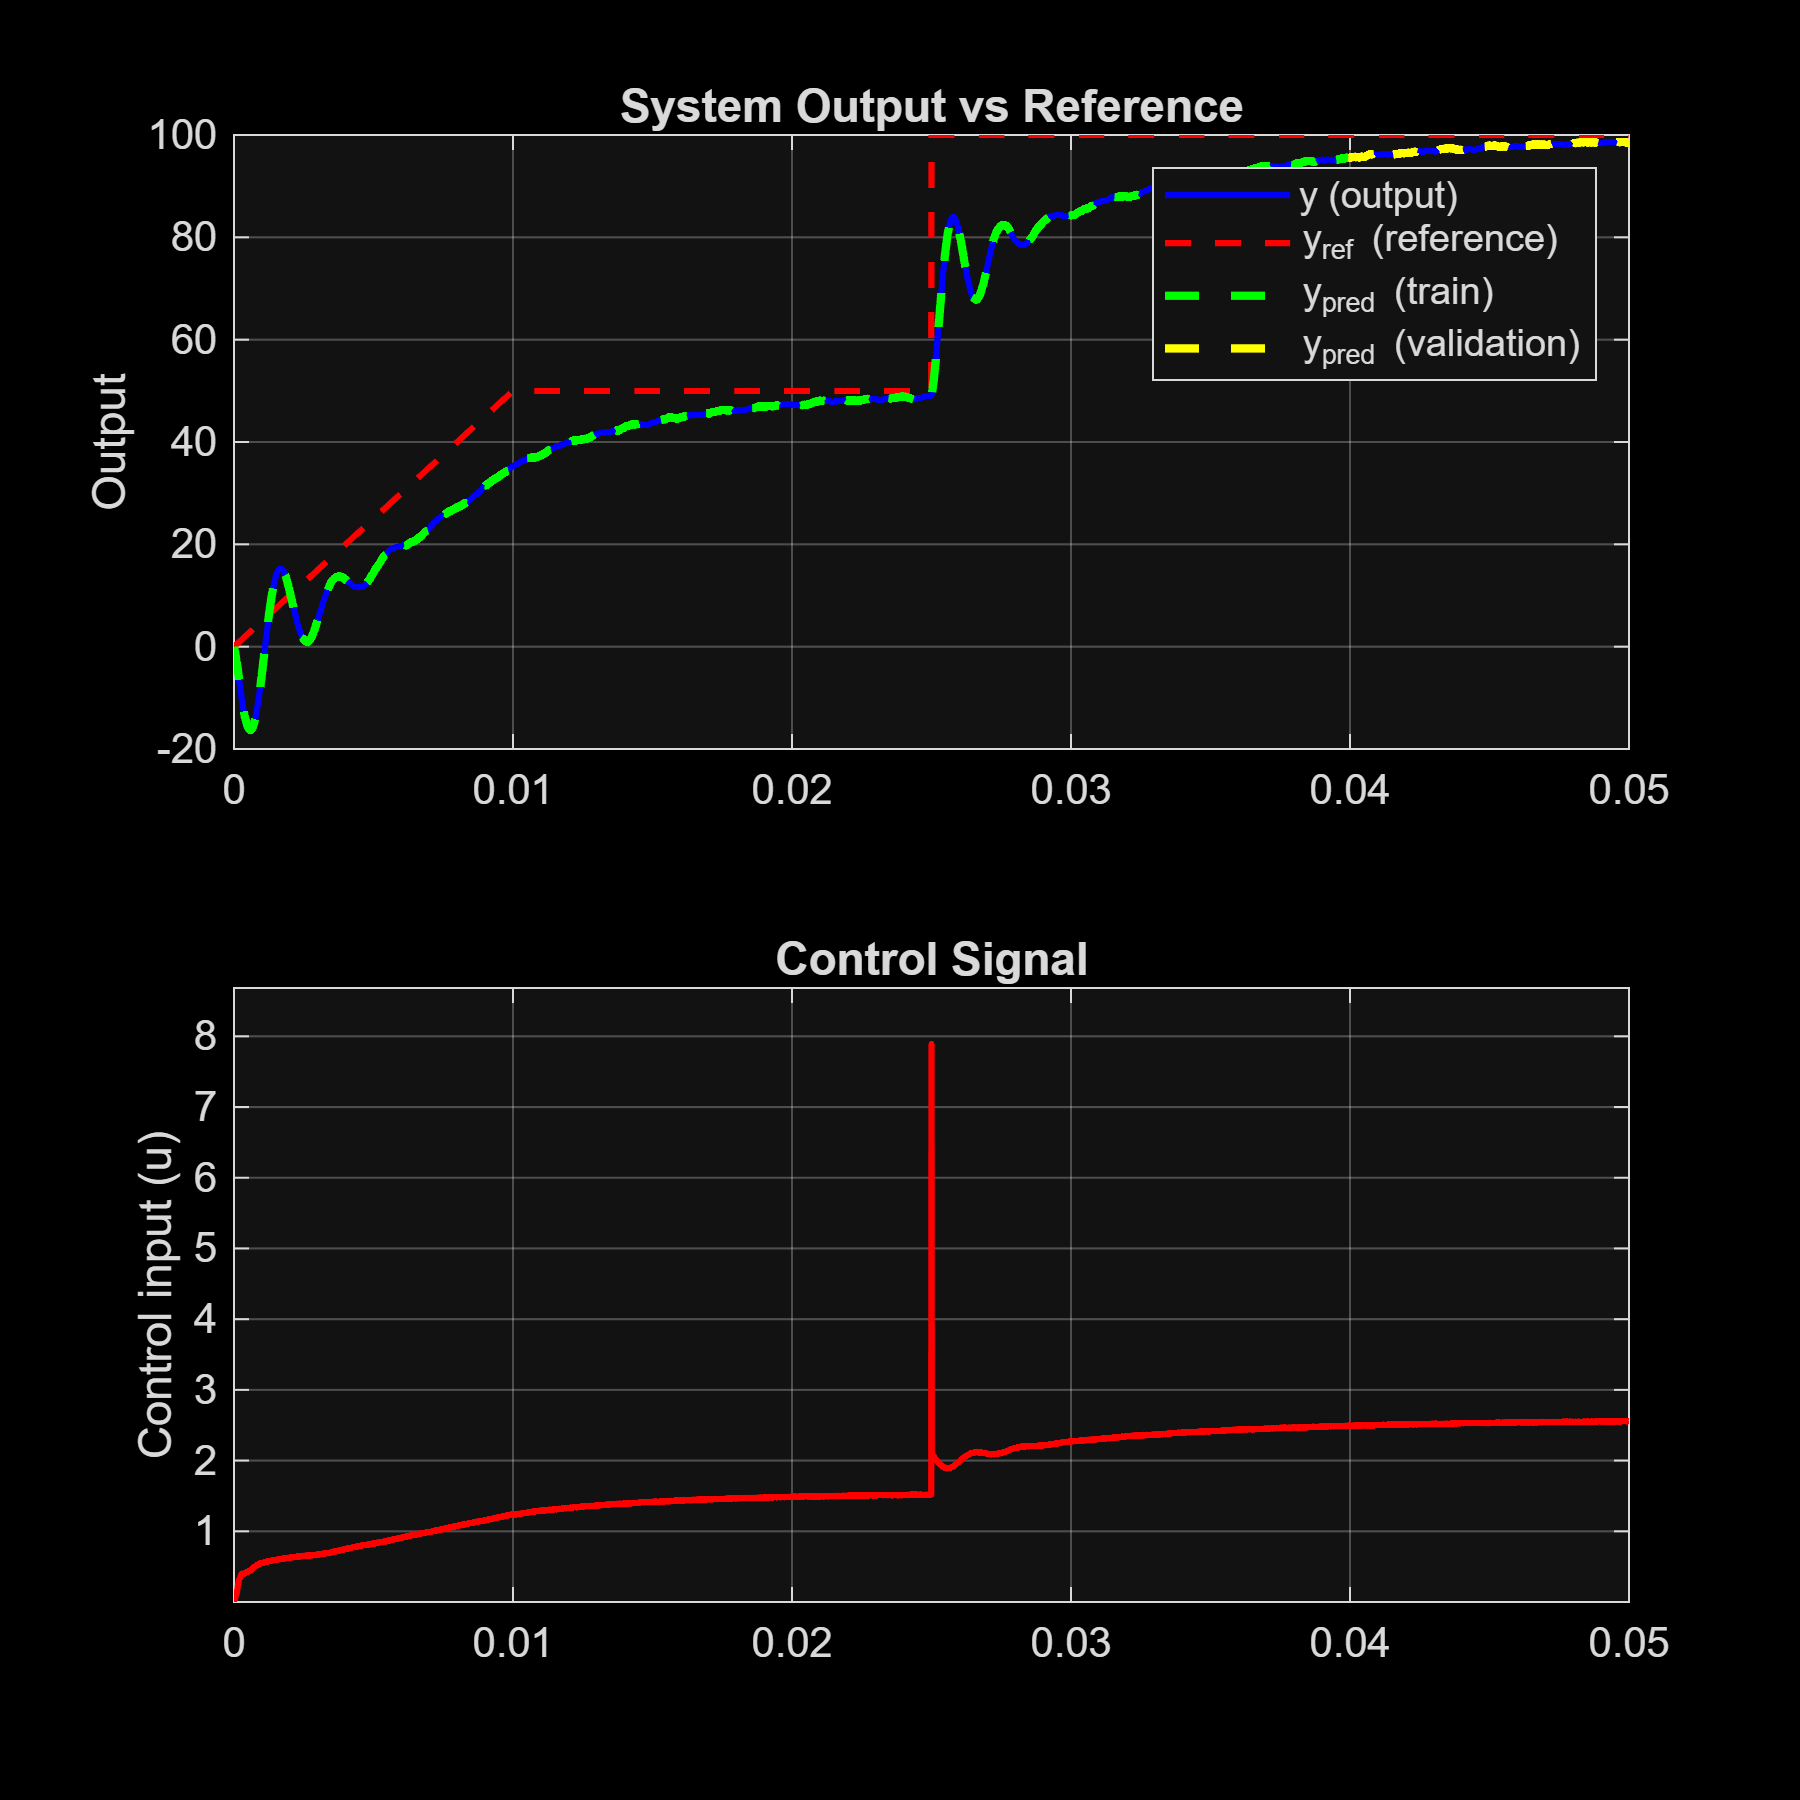 System Output vs Reference
100
80
60
40
20
0
-20
Output
0 0.01 0.02 0.03 0.04 0.05
y (output)
yref (reference)
ypred (train)
ypred (validation)
Control Signal
8
7
6
5
4
3
2
1
Control input (u)
0 0.01 0.02 0.03 0.04 0.05